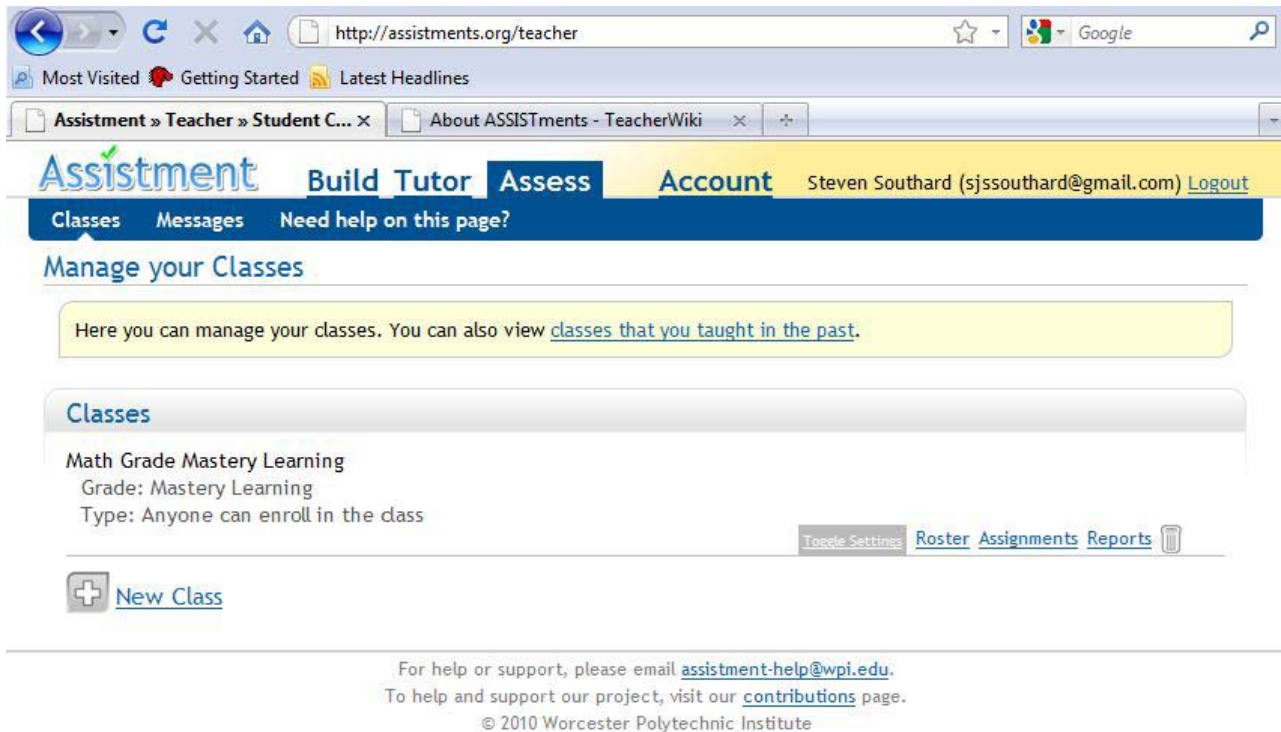 http://assistments.org/teacher Google
Most Visited Getting Started Latest Headlines
Assistment » Teacher » Student C... About ASSISTments - TeacherWiki
Assistment Build Tutor Assess Account Steven Southard (sjssouthard@gmail.com) Logout
Classes Messages Need help on this page?
Manage your Classes
Here you can manage your classes. You can also view classes that you taught in the past.
Classes
Math Grade Mastery Learning
Grade: Mastery Learning
Type: Anyone can enroll in the class
Toggle Settings Roster Assignments Reports
New Class
For help or support, please email assistment-help@wpi.edu.
To help and support our project, visit our contributions page.
© 2010 Worcester Polytechnic Institute